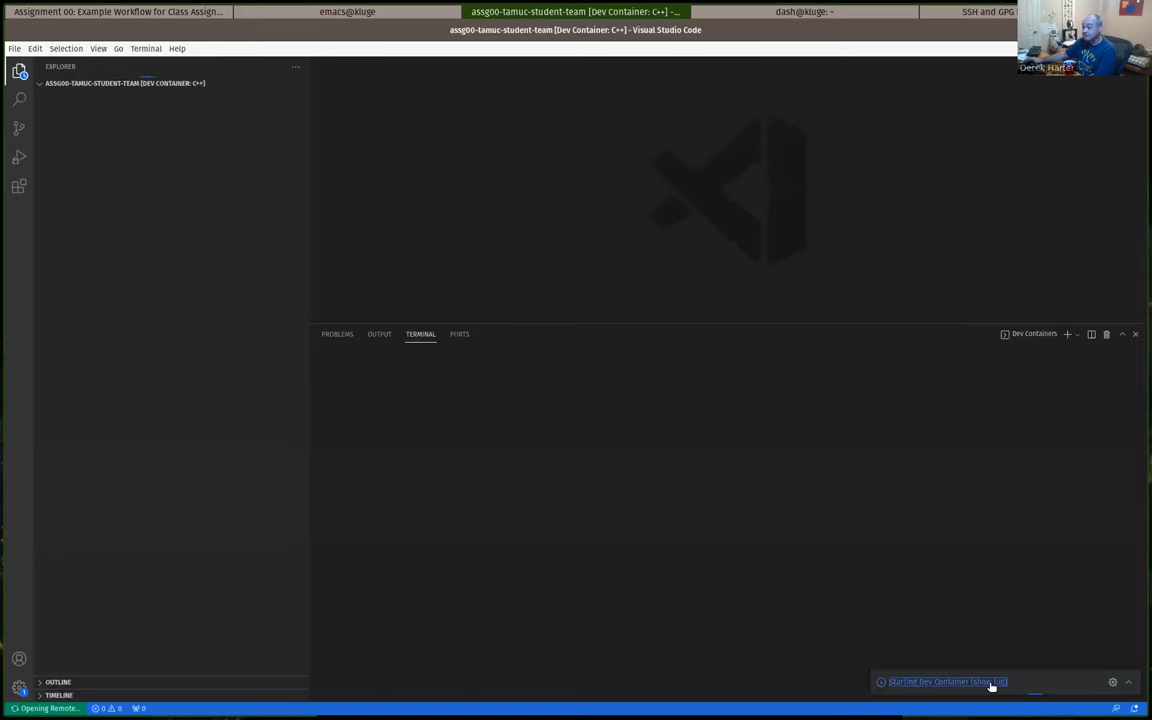 Assignment 00: Example Workflow for Class Assign...
emacs@kluge
assg00-tamuc-student-team [Dev Container: C++] -...
dash@kluge: ~
SSH and GPG
assg00-tamuc-student-team [Dev Container: C++] - Visual Studio Code
File Edit Selection View Go Terminal Help
Derek Harter
EXPLORER
ASSG00-TAMUC-STUDENT-TEAM [DEV CONTAINER: C++]
PROBLEMS OUTPUT TERMINAL PORTS
Dev Containers
OUTLINE
TIMELINE
Starting Dev Container (show log)
1
Opening Remote... 0 0 0